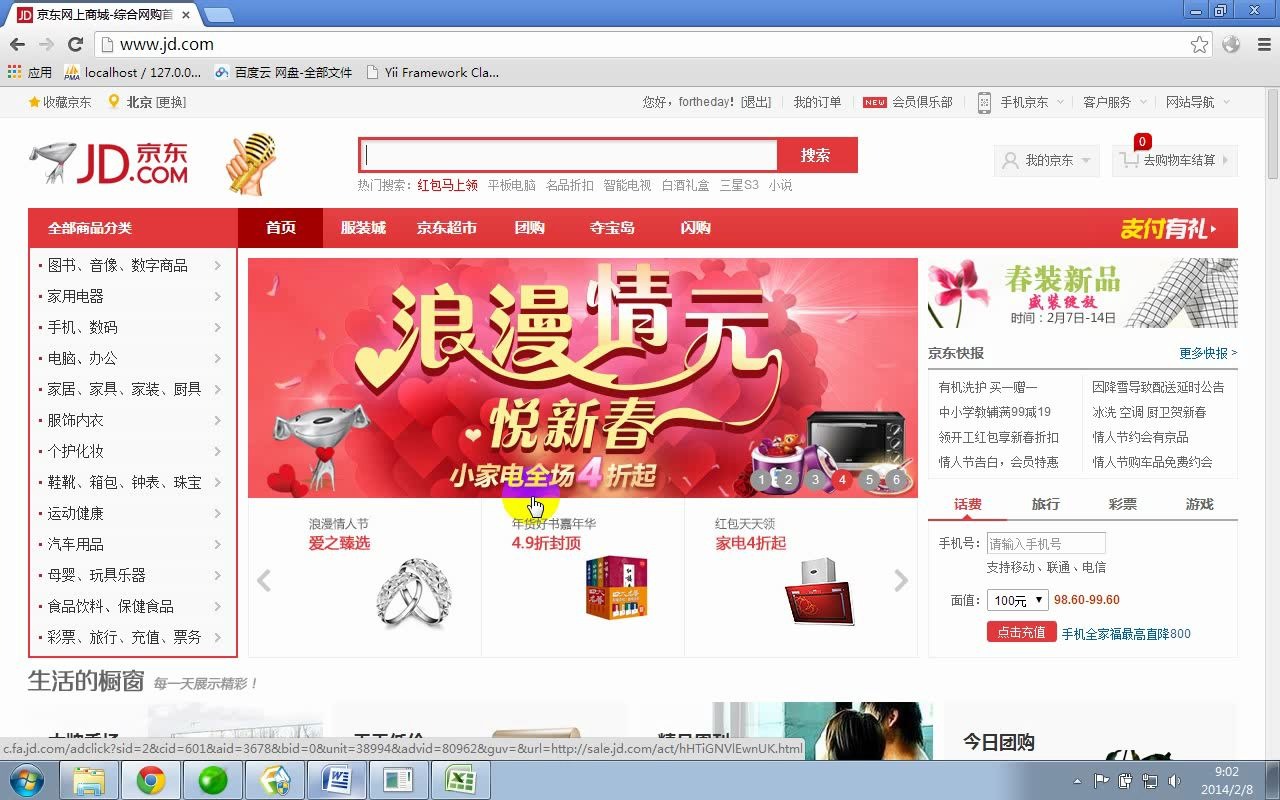 京东网上商城-综合网购首
www.jd.com
应用 localhost / 127.0.0... 百度云 网盘-全部文件 Yii Framework Cla...
收藏京东 北京 [更换] 您好，fortheday！[退出] 我的订单 NEW 会员俱乐部 手机京东 客户服务 网站导航
JD 京东 .COM
搜索
我的京东
0
去购物车结算
热门搜索： 红包马上领 平板电脑 名品折扣 智能电视 白酒礼盒 三星S3 小说
全部商品分类 首页 服装城 京东超市 团购 夺宝岛 闪购 支付有礼
图书、音像、数字商品
家用电器
手机、数码
电脑、办公
家居、家具、家装、厨具
服饰内衣
个护化妆
鞋靴、箱包、钟表、珠宝
运动健康
汽车用品
母婴、玩具乐器
食品饮料、保健食品
彩票、旅行、充值、票务
浪漫情元
悦新春
小家电全场4折起
1 2 3 4 5 6
浪漫情人节
爱之臻选
年货好书嘉年华
4.9折封顶
红包天天领
家电4折起
春装新品
盛装绽放
时间：2月7日-14日
京东快报 更多快报 >
有机洗护 买一赠一 因降雪导致配送延时公告
中小学教辅满99减19 冰洗 空调 厨卫贺新春
领开工红包享新春折扣 情人节约会有京品
情人节告白，会员特惠 情人节购车品免费约会
话费 旅行 彩票 游戏
手机号： 请输入手机号
支持移动、联通、电信
面值： 100元 98.60-99.60
点击充值 手机全家福最高直降800
生活的橱窗 每一天展示精彩！
今日团购
c.fa.jd.com/adclick?sid=2&cid=601&aid=3678&bid=0&unit=38994&advid=80962&guv=&url=http://sale.jd.com/act/hHTiGNVlEwnUK.html
9:02
2014/2/8